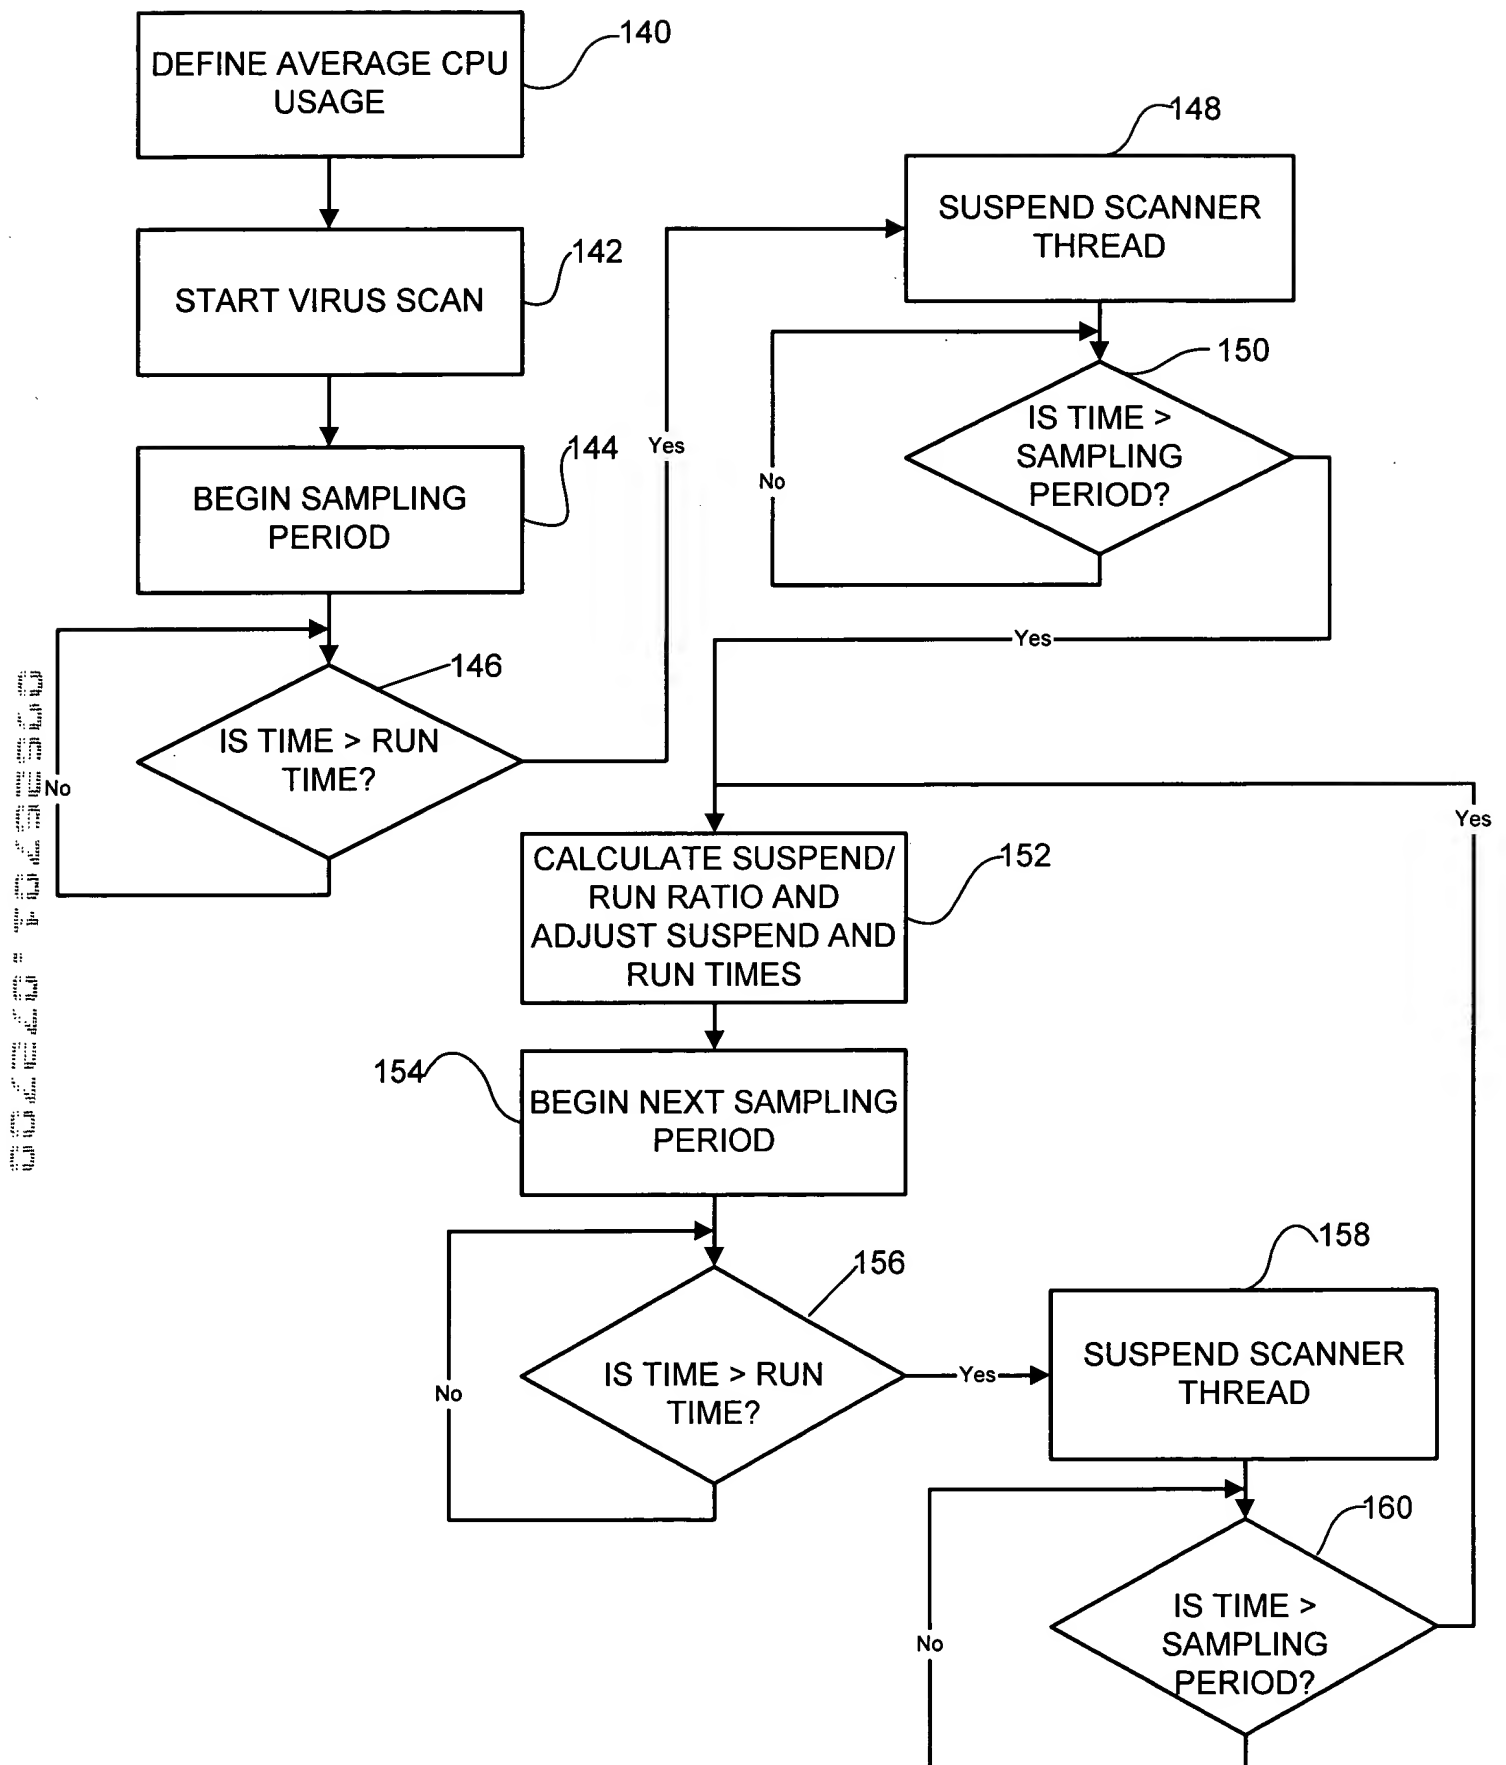 140
DEFINE AVERAGE CPU
USAGE
142
START VIRUS SCAN
144
BEGIN SAMPLING
PERIOD
146
IS TIME > RUN
TIME?
No
Yes
148
SUSPEND SCANNER
THREAD
150
IS TIME >
SAMPLING
PERIOD?
No
Yes
152
CALCULATE SUSPEND/
RUN RATIO AND
ADJUST SUSPEND AND
RUN TIMES
154
BEGIN NEXT SAMPLING
PERIOD
156
IS TIME > RUN
TIME?
No
Yes
158
SUSPEND SCANNER
THREAD
160
IS TIME >
SAMPLING
PERIOD?
No
Yes